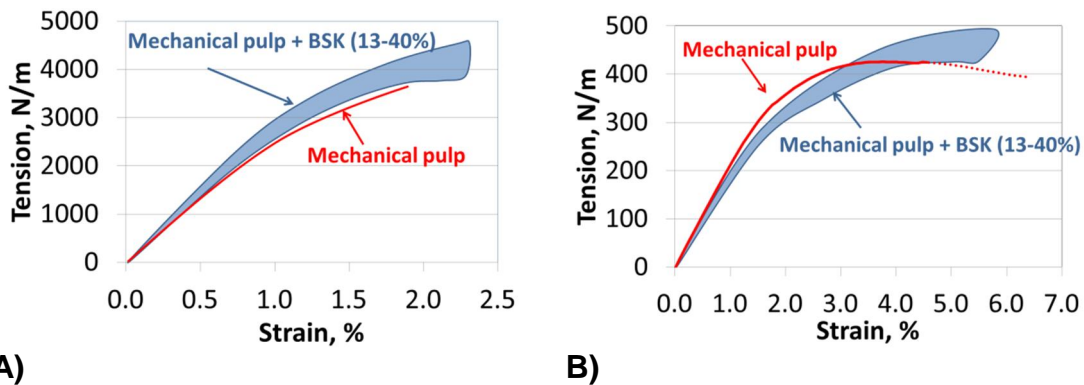 5000
4000
3000
2000
1000
0
Tension, N/m
Mechanical pulp + BSK (13-40%)
Mechanical pulp
0.0 0.5 1.0 1.5 2.0 2.5
Strain, %
A)
500
400
300
200
100
0
Tension, N/m
Mechanical pulp
Mechanical pulp + BSK (13-40%)
0.0 1.0 2.0 3.0 4.0 5.0 6.0 7.0
Strain, %
B)